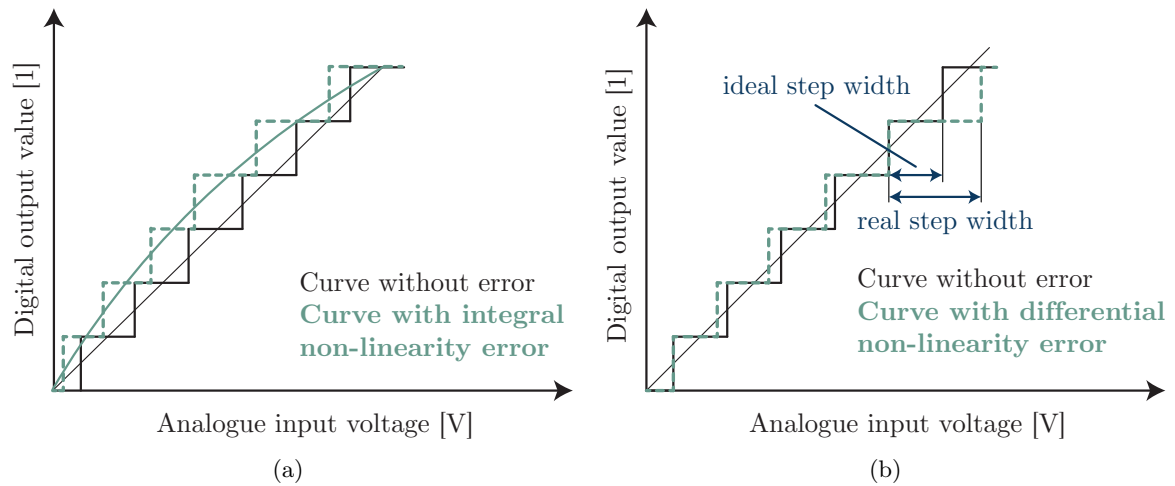 Digital output value [1]
Curve without error
Curve with integral
non-linearity error
Analogue input voltage [V]
(a)
Digital output value [1]
ideal step width
real step width
Curve without error
Curve with differential
non-linearity error
Analogue input voltage [V]
(b)